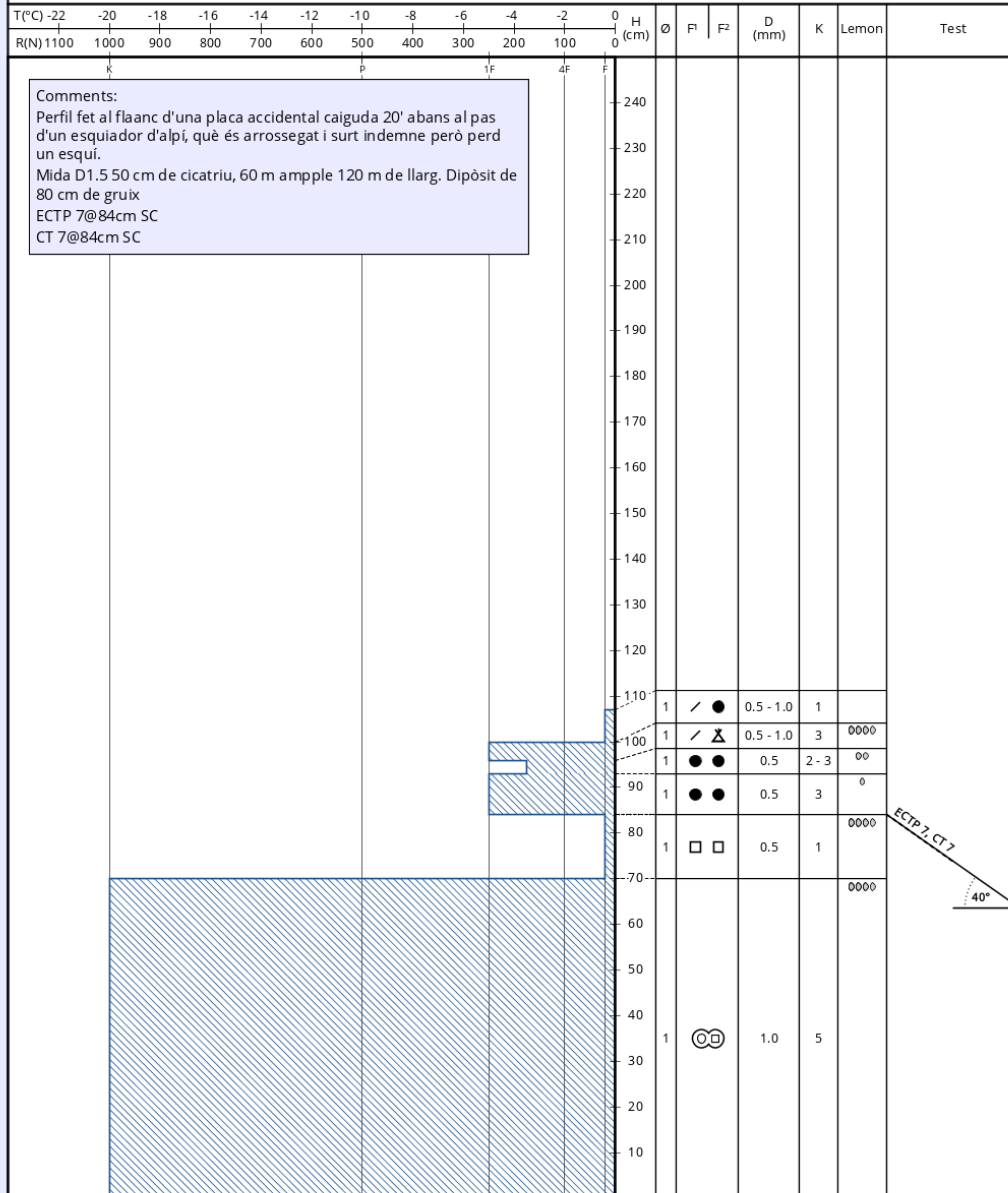 T(ºC) -22 -20 -18 -16 -14 -12 -10 -8 -6 -4 -2 0 H (cm) Ø F¹ F² D (mm) K Lemon Test
R(N) 1100 1000 900 800 700 600 500 400 300 200 100 0
K P 1F 4F F
Comments:
Perfil fet al flaanc d'una placa accidental caiguda 20' abans al pas
d'un esquiador d'alpí, què és arrossegat i surt indemne però perd
un esquí.
Mida D1.5 50 cm de cicatriu, 60 m ampple 120 m de llarg. Dipòsit de
80 cm de gruix
ECTP 7@84cm SC
CT 7@84cm SC
240
230
220
210
200
190
180
170
160
150
140
130
120
110
1 0.5 - 1.0 1
100
1 0.5 - 1.0 3
1 0.5 2 - 3
90
1 0.5 3
80
ECTP 7, CT 7
1 0.5 1
70
40°
60
50
40
1 1.0 5
30
20
10